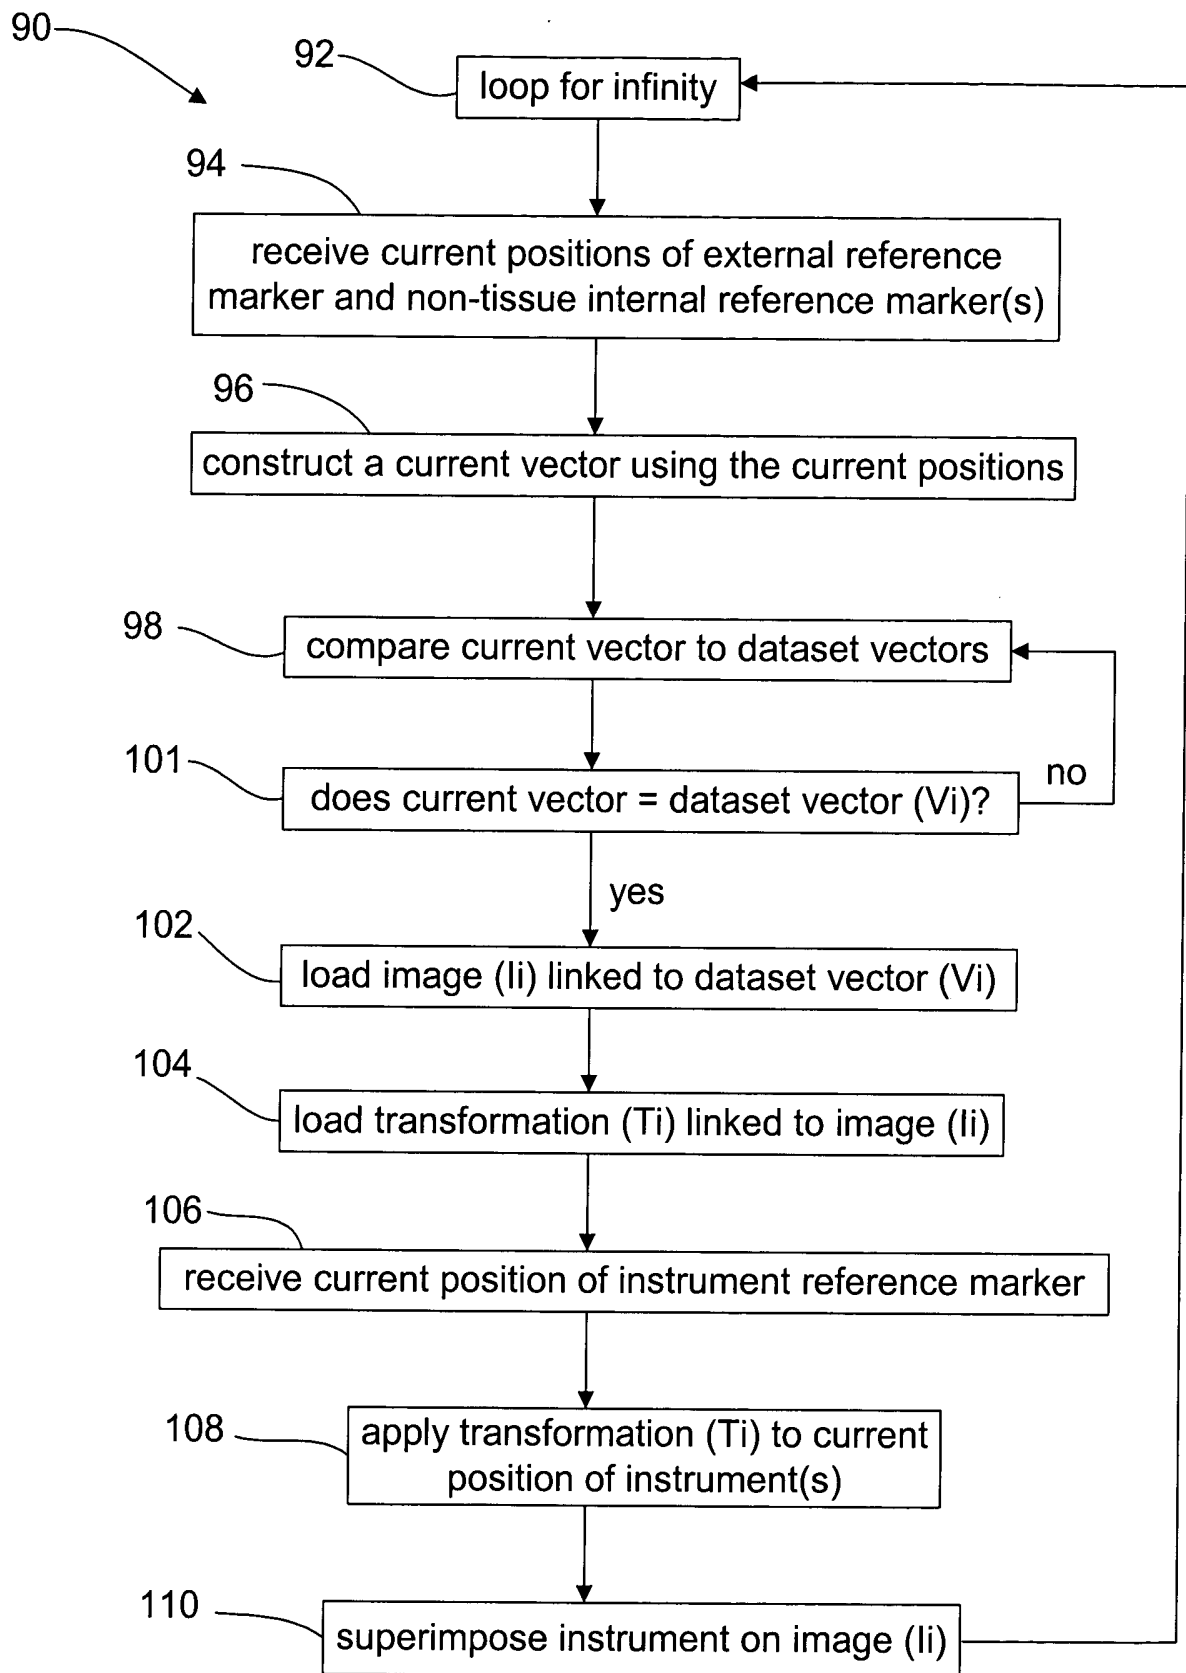 90
92
loop for infinity
94
receive current positions of external reference
marker and non-tissue internal reference marker(s)
96
construct a current vector using the current positions
98
compare current vector to dataset vectors
101
does current vector = dataset vector (Vi)?
no
yes
102
load image (Ii) linked to dataset vector (Vi)
104
load transformation (Ti) linked to image (Ii)
106
receive current position of instrument reference marker
108
apply transformation (Ti) to current
position of instrument(s)
110
superimpose instrument on image (Ii)